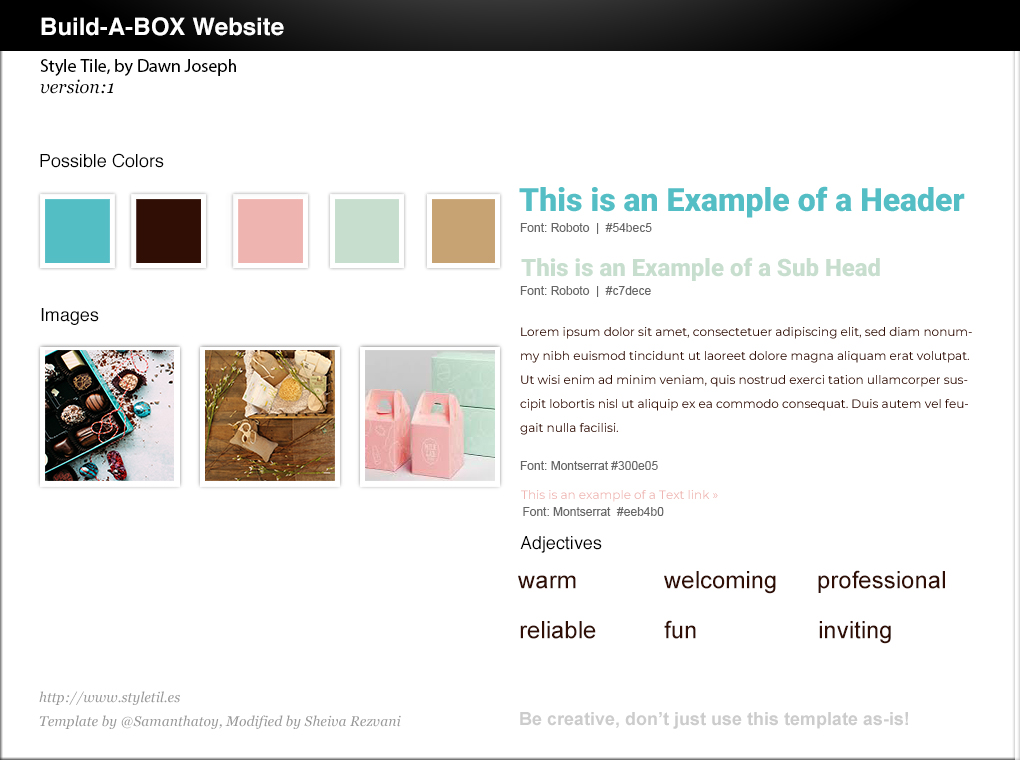 Build-A-BOX Website
Style Tile, by Dawn Joseph
version:1
Possible Colors
Images
This is an Example of a Header
Font: Roboto | #54bec5
This is an Example of a Sub Head
Font: Roboto | #c7dece
Lorem ipsum dolor sit amet, consectetuer adipiscing elit, sed diam nonum-
my nibh euismod tincidunt ut laoreet dolore magna aliquam erat volutpat.
Ut wisi enim ad minim veniam, quis nostrud exerci tation ullamcorper sus-
cipit lobortis nisl ut aliquip ex ea commodo consequat. Duis autem vel feu-
gait nulla facilisi.
Font: Montserrat #300e05
This is an example of a Text link »
Font: Montserrat #eeb4b0
Adjectives
warm welcoming professional
reliable fun inviting
http://www.styletil.es
Template by @Samanthatoy, Modified by Sheiva Rezvani
Be creative, don’t just use this template as-is!